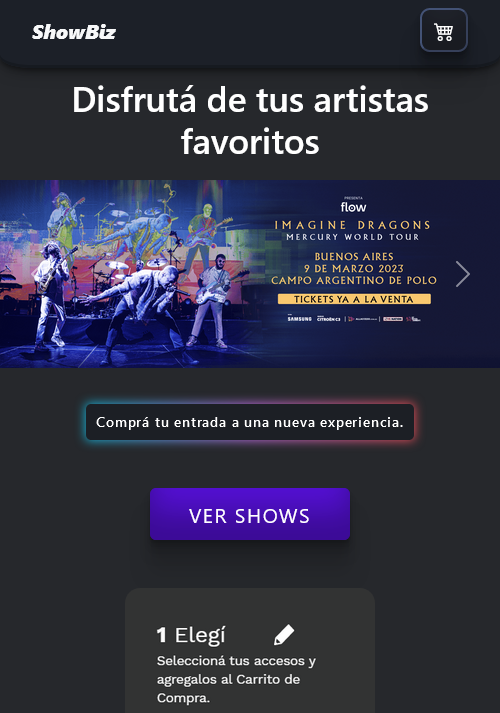 ShowBiz
Disfrutá de tus artistas
favoritos
PRESENTA
flow
IMAGINE DRAGONS
MERCURY WORLD TOUR
BUENOS AIRES
9 DE MARZO 2023
CAMPO ARGENTINO DE POLO
TICKETS YA A LA VENTA
SAMSUNG CITROËN C3
Comprá tu entrada a una nueva experiencia.
VER SHOWS
1 Elegí
Seleccioná tus accesos y
agregalos al Carrito de
Compra.